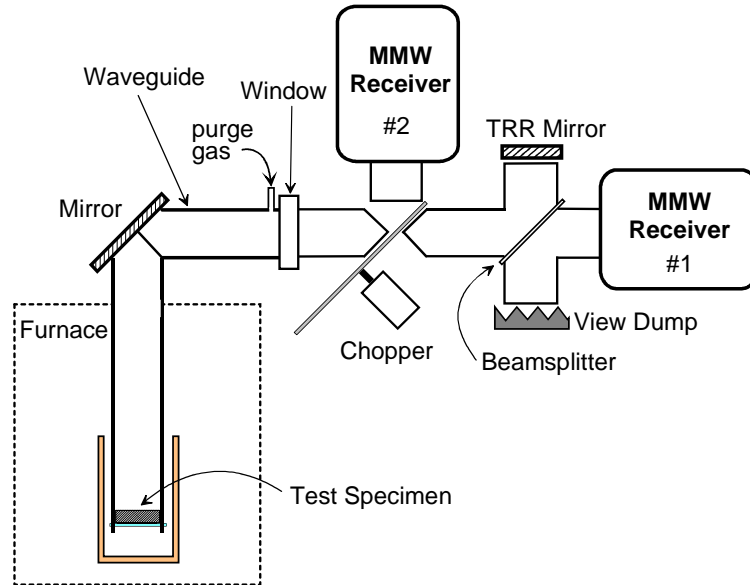 MMW
Receiver
#2
Waveguide
Window
purge
gas
TRR Mirror
Mirror
MMW
Receiver
#1
Furnace
View Dump
Chopper
Beamsplitter
Test Specimen